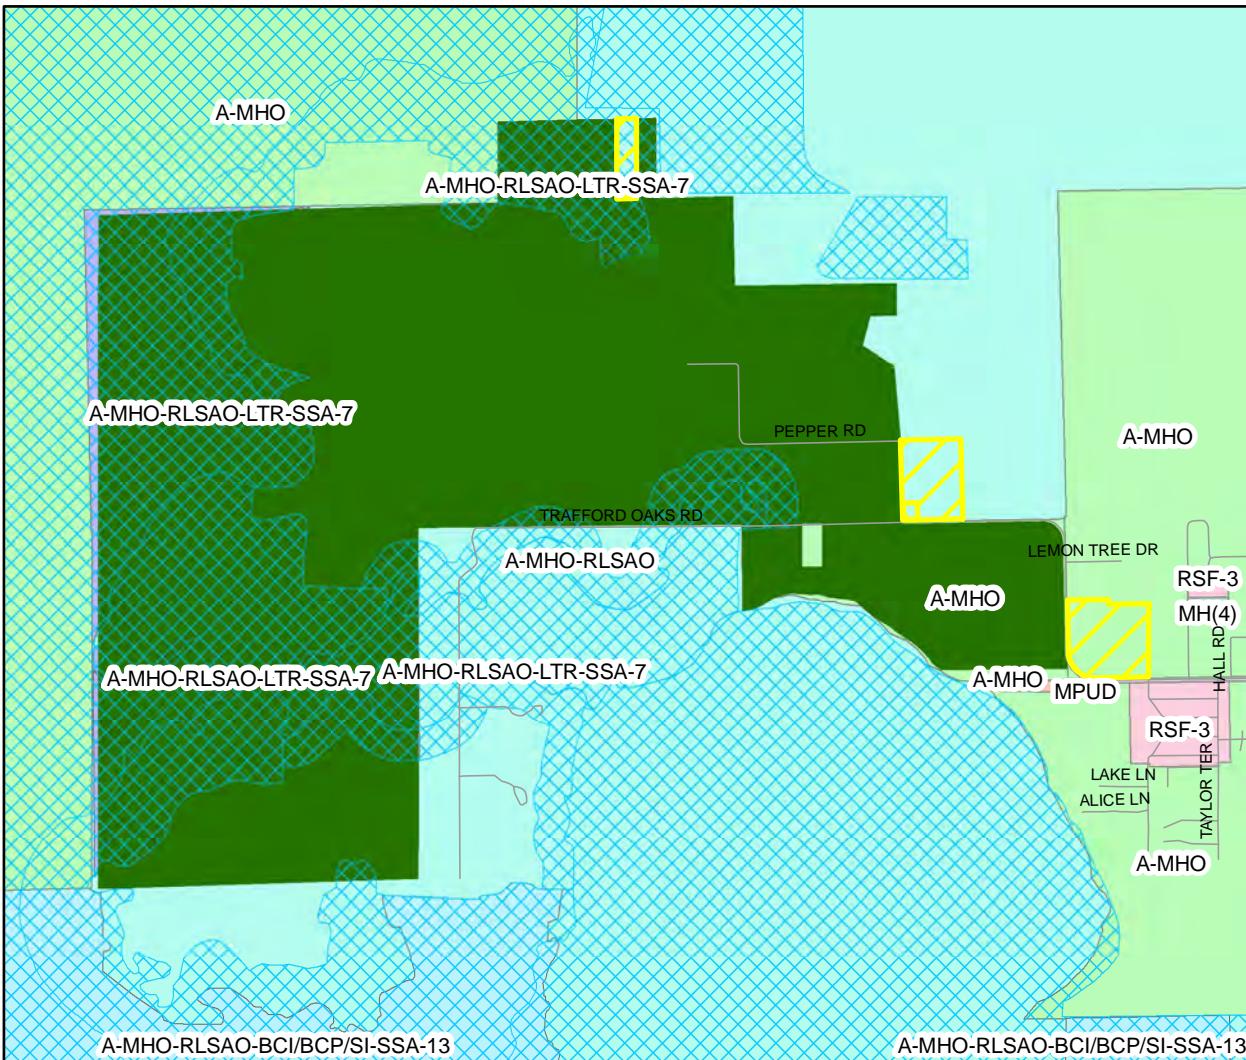 A-MHO
A-MHO-RLSAO-LTR-SSA-7
A-MHO-RLSAO-LTR-SSA-7
PEPPER RD
A-MHO
TRAFFORD OAKS RD
LEMON TREE DR
A-MHO-RLSAO
RSF-3
A-MHO
MH(4)
HALL RD
A-MHO-RLSAO-LTR-SSA-7
A-MHO-RLSAO-LTR-SSA-7
A-MHO
MPUD
RSF-3
LAKE LN
ALICE LN
TAYLOR TER
A-MHO
A-MHO-RLSAO-BCI/BCP/SI-SSA-13
A-MHO-RLSAO-BCI/BCP/SI-SSA-13